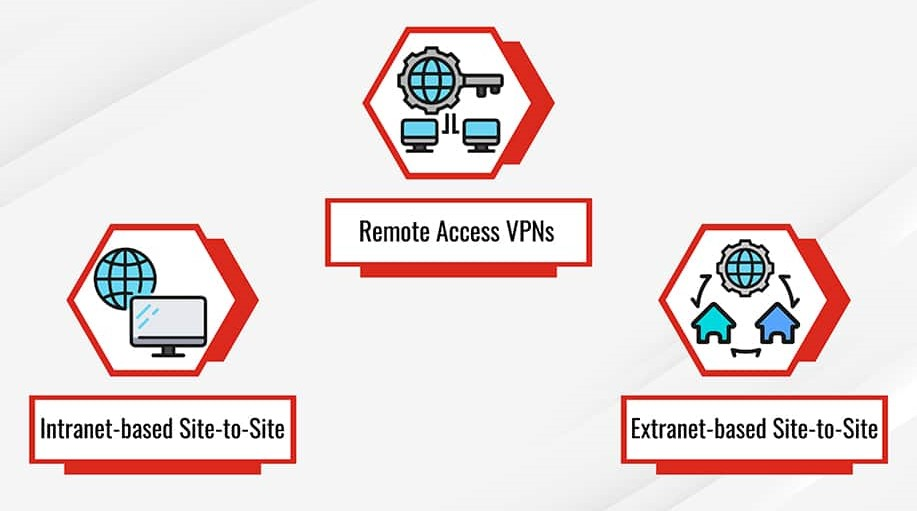 Remote Access VPNs
Intranet-based Site-to-Site
Extranet-based Site-to-Site